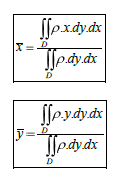 x̅ = ∬_D ρ.x.dy.dx / ∬_D ρ.dy.dx
y̅ = ∬_D ρ.y.dy.dx / ∬_D ρ.dy.dx